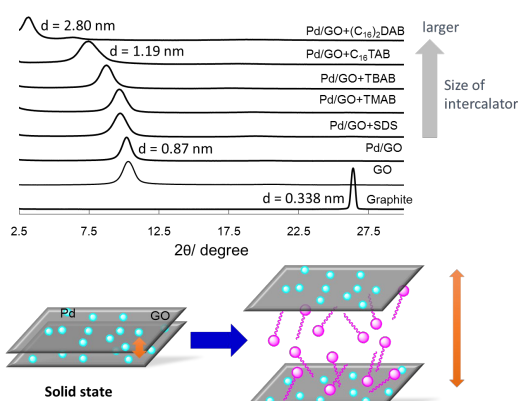 d = 2.80 nm
Pd/GO+(C₁₆)₂DAB
larger
d = 1.19 nm
Pd/GO+C₁₆TAB
Pd/GO+TBAB
Size of
intercalator
Pd/GO+TMAB
Pd/GO+SDS
d = 0.87 nm
Pd/GO
GO
d = 0.338 nm
Graphite
2.5 7.5 12.5 17.5 22.5 27.5
2θ/ degree
Pd GO
Solid state